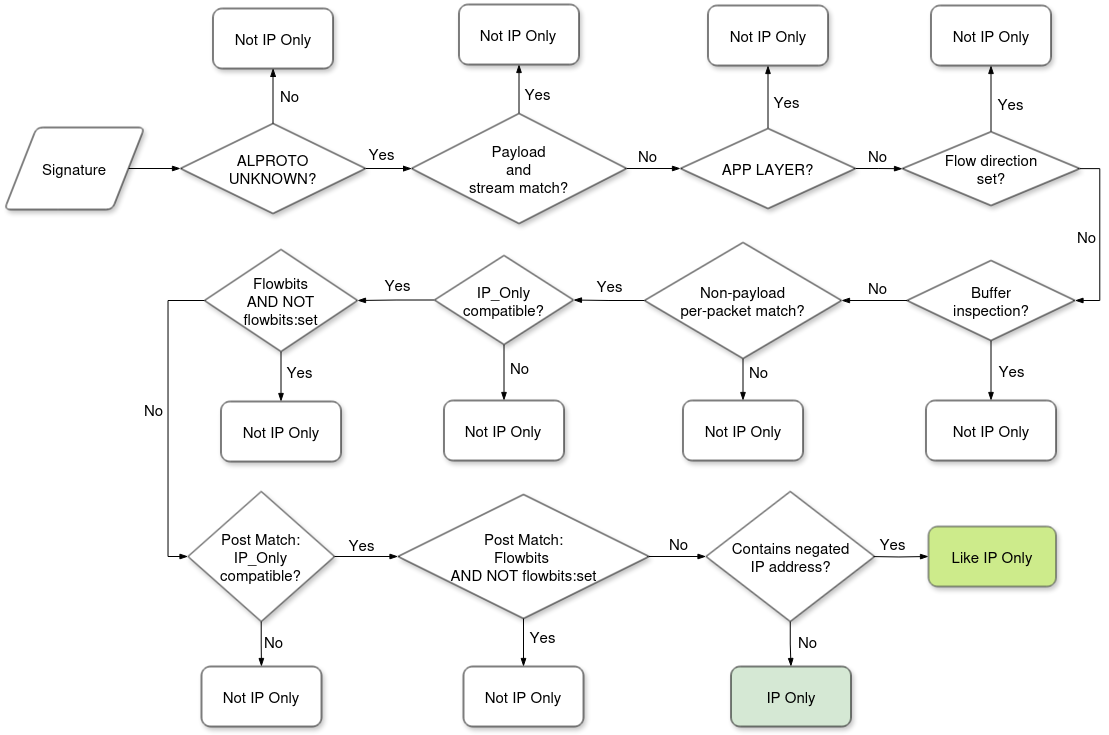 Not IP Only
Not IP Only
Not IP Only
Not IP Only
No
Yes
Yes
Yes
Signature
ALPROTO
UNKNOWN?
Yes
Payload
and
stream match?
No
APP LAYER?
No
Flow direction
set?
No
Buffer
inspection?
No
Non-payload
per-packet match?
Yes
IP_Only
compatible?
Yes
Flowbits
AND NOT
flowbits:set
Yes
No
No
Yes
No
Not IP Only
Not IP Only
Not IP Only
Not IP Only
Post Match:
IP_Only
compatible?
Yes
Post Match:
Flowbits
AND NOT flowbits:set
No
Contains negated
IP address?
Yes
Like IP Only
No
Yes
No
Not IP Only
Not IP Only
IP Only